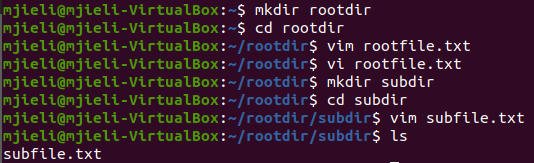 mjieli@mjieli-VirtualBox:~$ mkdir rootdir
mjieli@mjieli-VirtualBox:~$ cd rootdir
mjieli@mjieli-VirtualBox:~/rootdir$ vim rootfile.txt
mjieli@mjieli-VirtualBox:~/rootdir$ vi rootfile.txt
mjieli@mjieli-VirtualBox:~/rootdir$ mkdir subdir
mjieli@mjieli-VirtualBox:~/rootdir$ cd subdir
mjieli@mjieli-VirtualBox:~/rootdir/subdir$ vim subfile.txt
mjieli@mjieli-VirtualBox:~/rootdir/subdir$ ls
subfile.txt